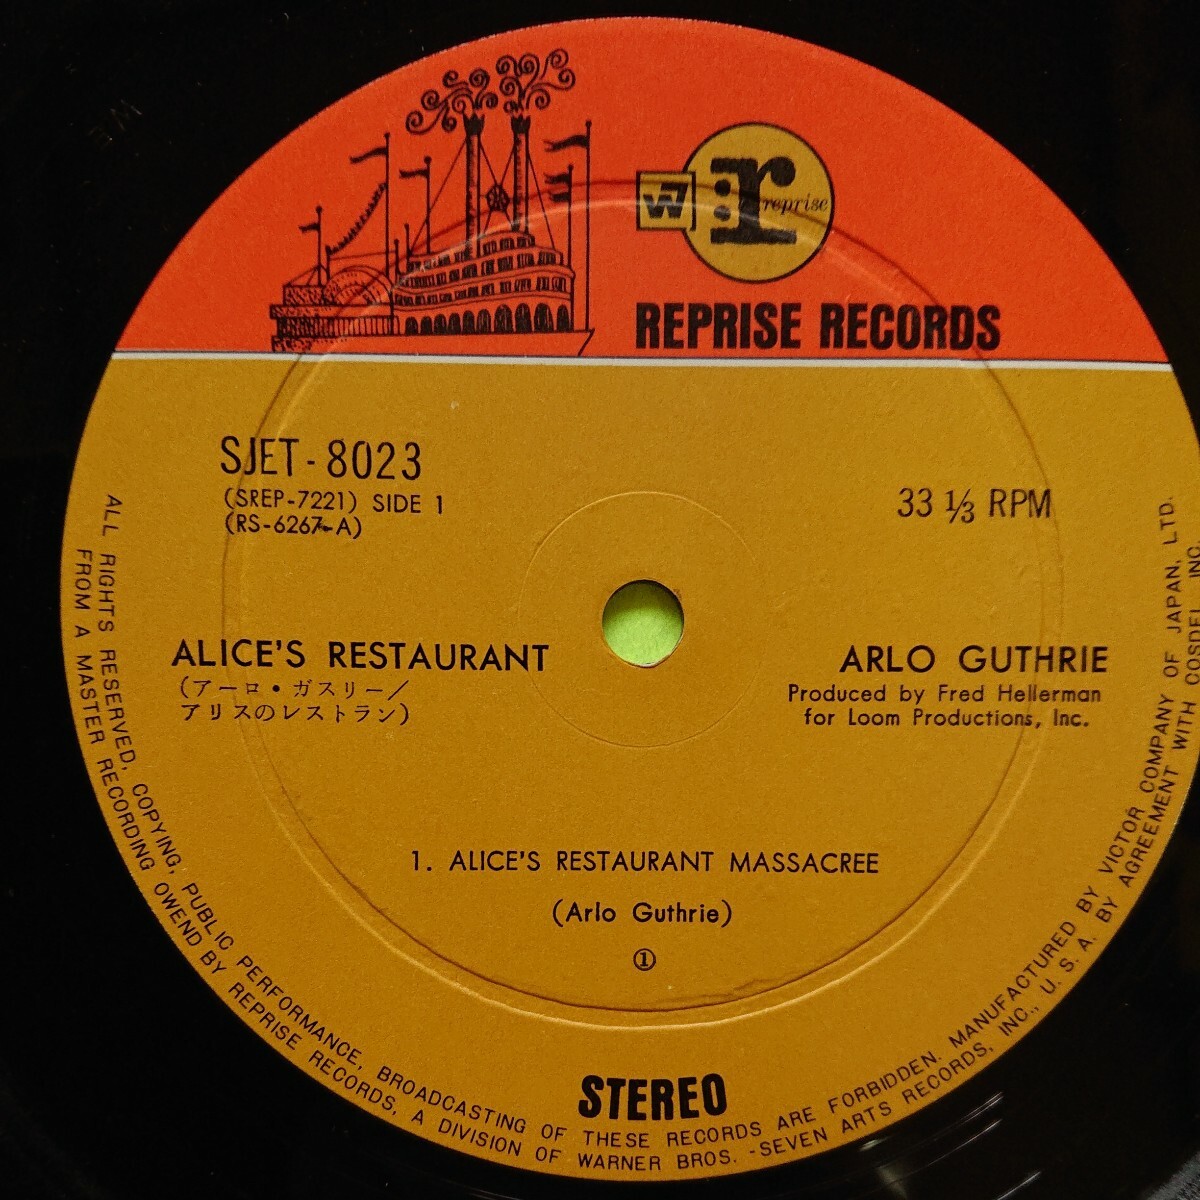 W7
r
reprise
REPRISE RECORDS
SJET-8023
(SREP-7221) SIDE 1
(RS-6267-A)
33 1/3 RPM
ALICE'S RESTAURANT
(アーロ・ガスリー/
アリスのレストラン)
ARLO GUTHRIE
Produced by Fred Hellerman
for Loom Productions, Inc.
1. ALICE'S RESTAURANT MASSACREE
(Arlo Guthrie)
①
STEREO
ALL RIGHTS RESERVED, COPYING, PUBLIC PERFORMANCE, BROADCASTING OF THESE RECORDS ARE FORBIDDEN. MANUFACTURED BY VICTOR COMPANY OF JAPAN, LTD.
FROM A MASTER RECORDING OWEND BY REPRISE RECORDS, A DIVISION OF WARNER BROS.-SEVEN ARTS RECORDS, INC., U. S. A. BY AGREEMENT WITH COSDEL INC.